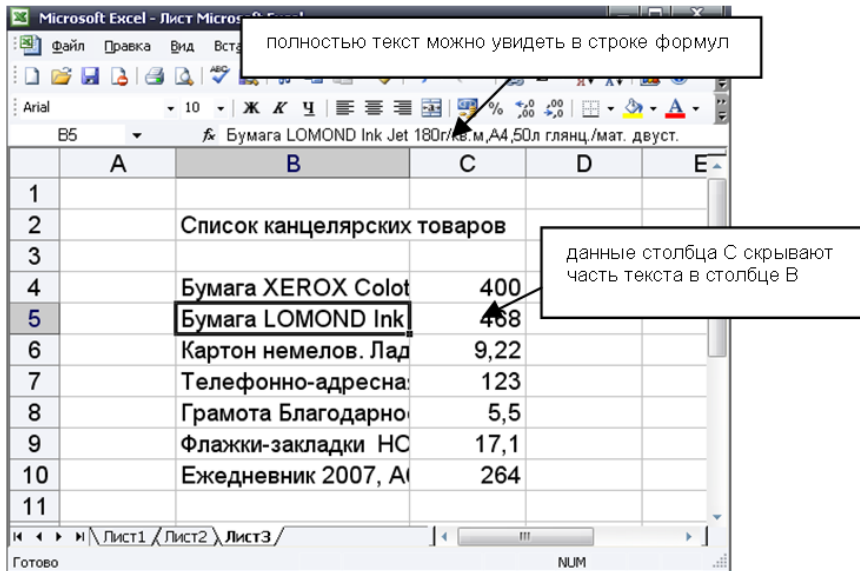 Microsoft Excel - Лист Micros
полностью текст можно увидеть в строке формул
Файл Правка Вид
Arial 10 Ж К Ч
B5 fx Бумага LOMOND Ink Jet 180г/кв.м,А4,50л глянц./мат. двуст.
A B C D E
1
2 Список канцелярских товаров
3
данные столбца С скрывают
часть текста в столбце В
4 Бумага XEROX Colot 400
5 Бумага LOMOND Ink 468
6 Картон немелов. Лад 9,22
7 Телефонно-адресна 123
8 Грамота Благодарно 5,5
9 Флажки-закладки НО 17,1
10 Ежедневник 2007, А 264
11
Лист1 Лист2 Лист3
Готово NUM